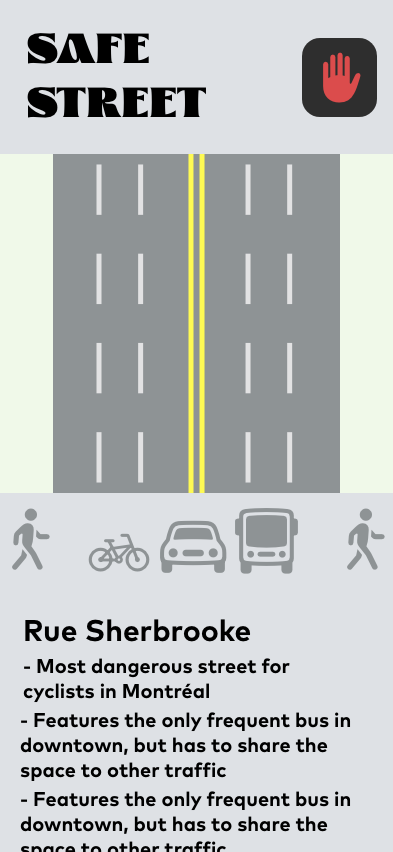 SAFE
STREET
Rue Sherbrooke
- Most dangerous street for
cyclists in Montréal
- Features the only frequent bus in
downtown, but has to share the
space to other traffic
- Features the only frequent bus in
downtown, but has to share the
space to other traffic